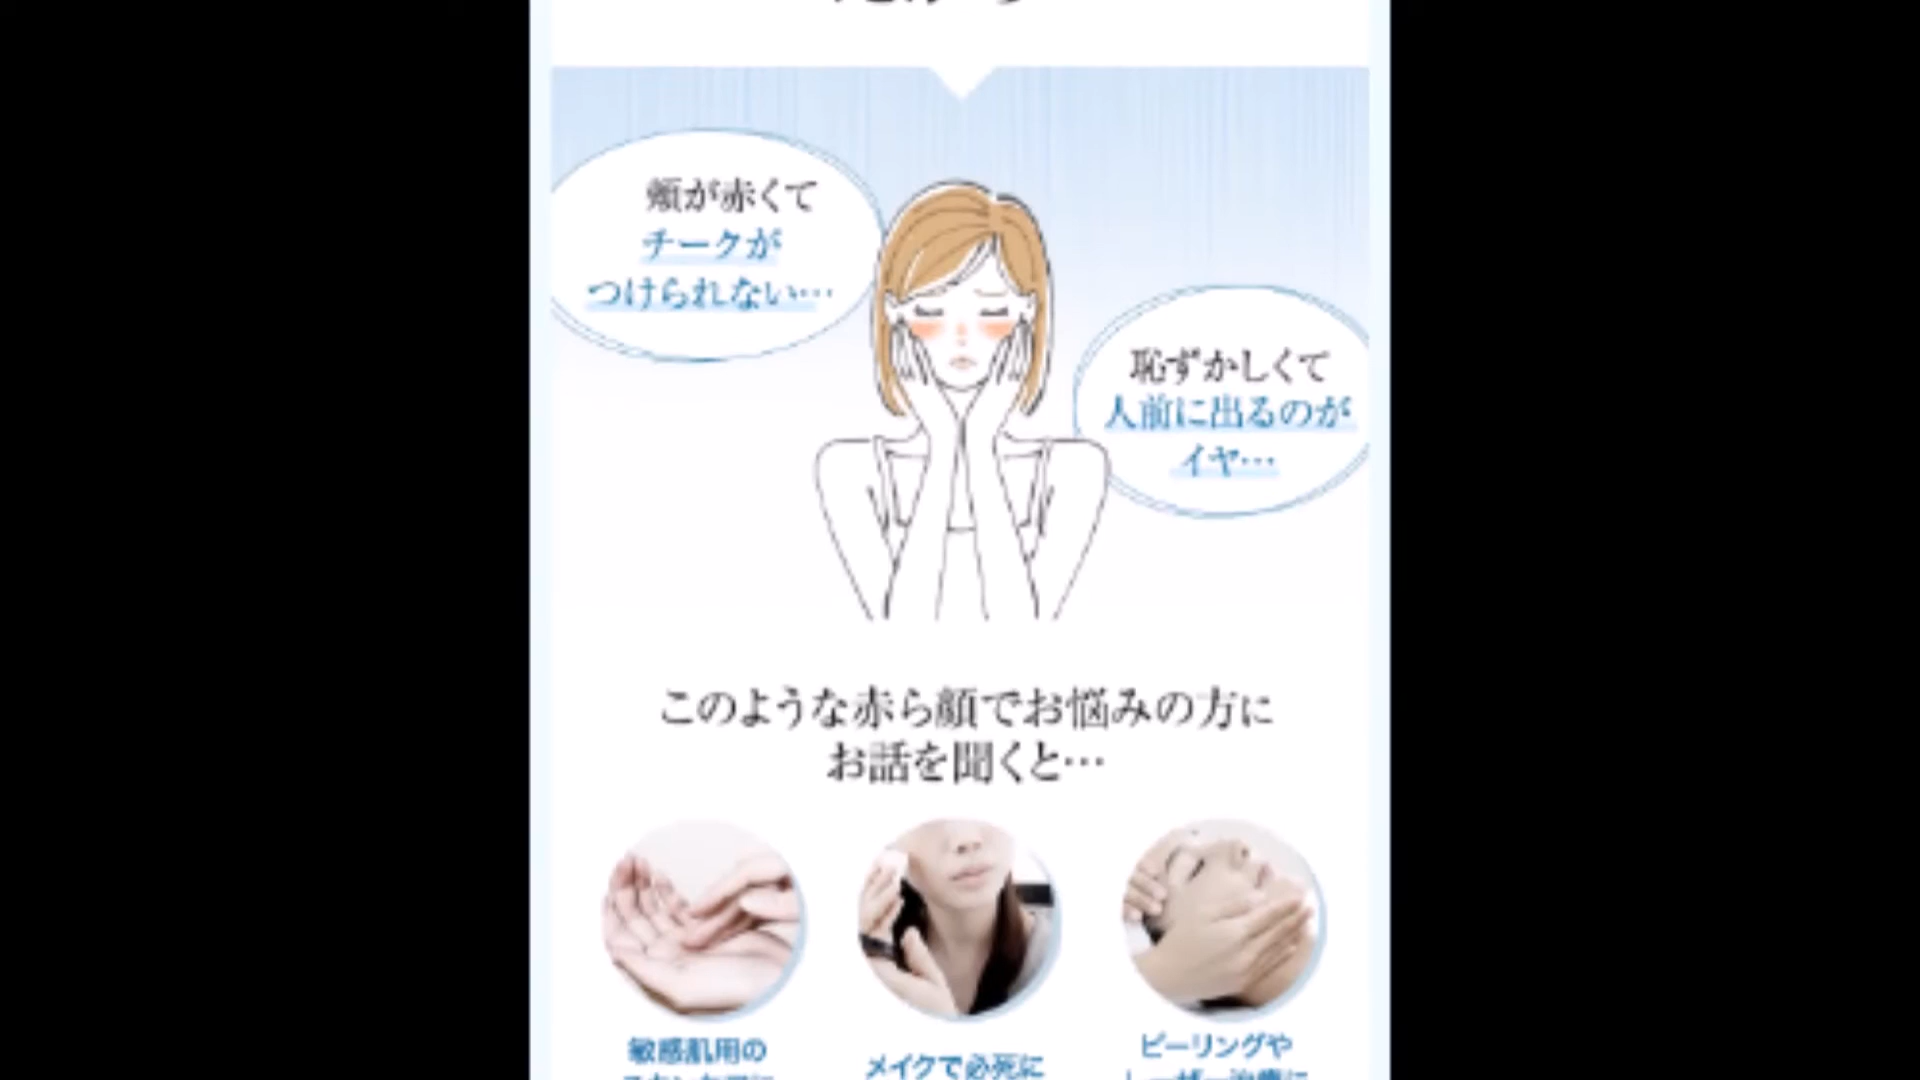 頬が赤くて
チークが
つけられない…
恥ずかしくて
人前に出るのが
イヤ…
このような赤ら顔でお悩みの方に
お話を聞くと…
敏感肌用の
メイクで必死に
ピーリングや